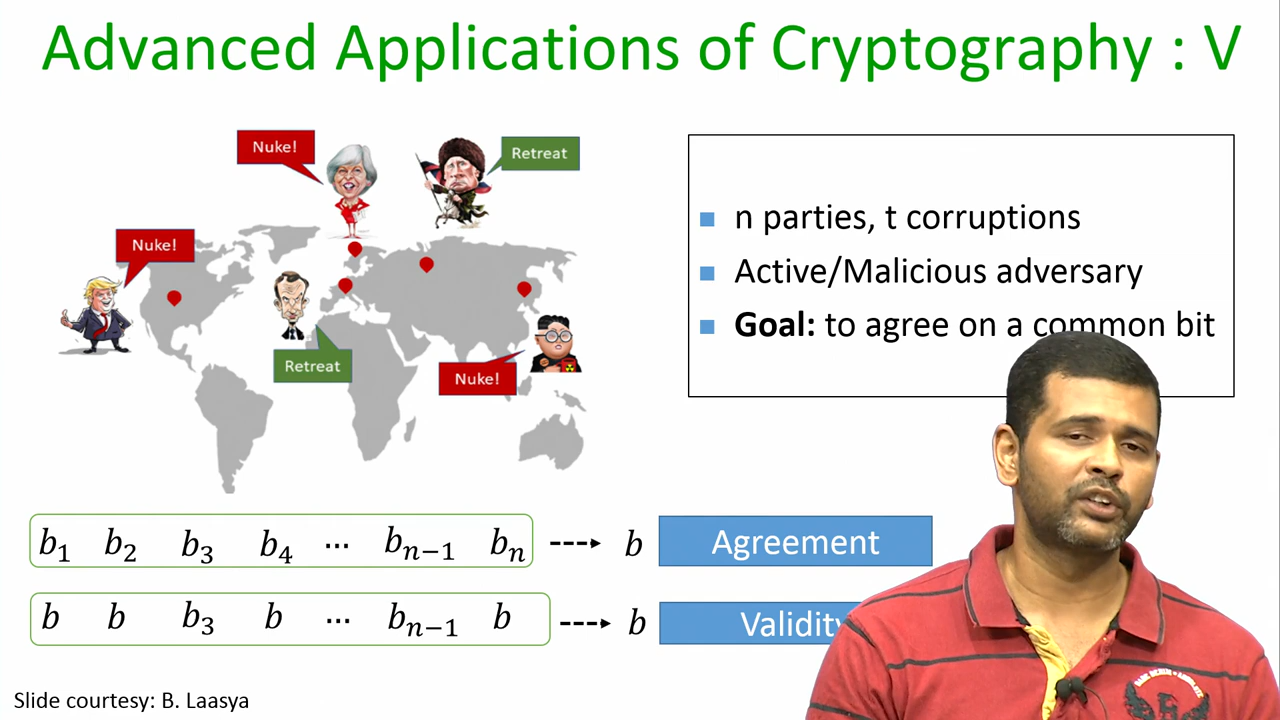 Advanced Applications of Cryptography : V
Nuke!
Retreat
Nuke!
Retreat
Nuke!
n parties, t corruptions
Active/Malicious adversary
Goal: to agree on a common bit
b₁ b₂ b₃ b₄ ... bₙ₋₁ bₙ ---> b Agreement
b b b₃ b ... bₙ₋₁ b ---> b Validity
Slide courtesy: B. Laasya